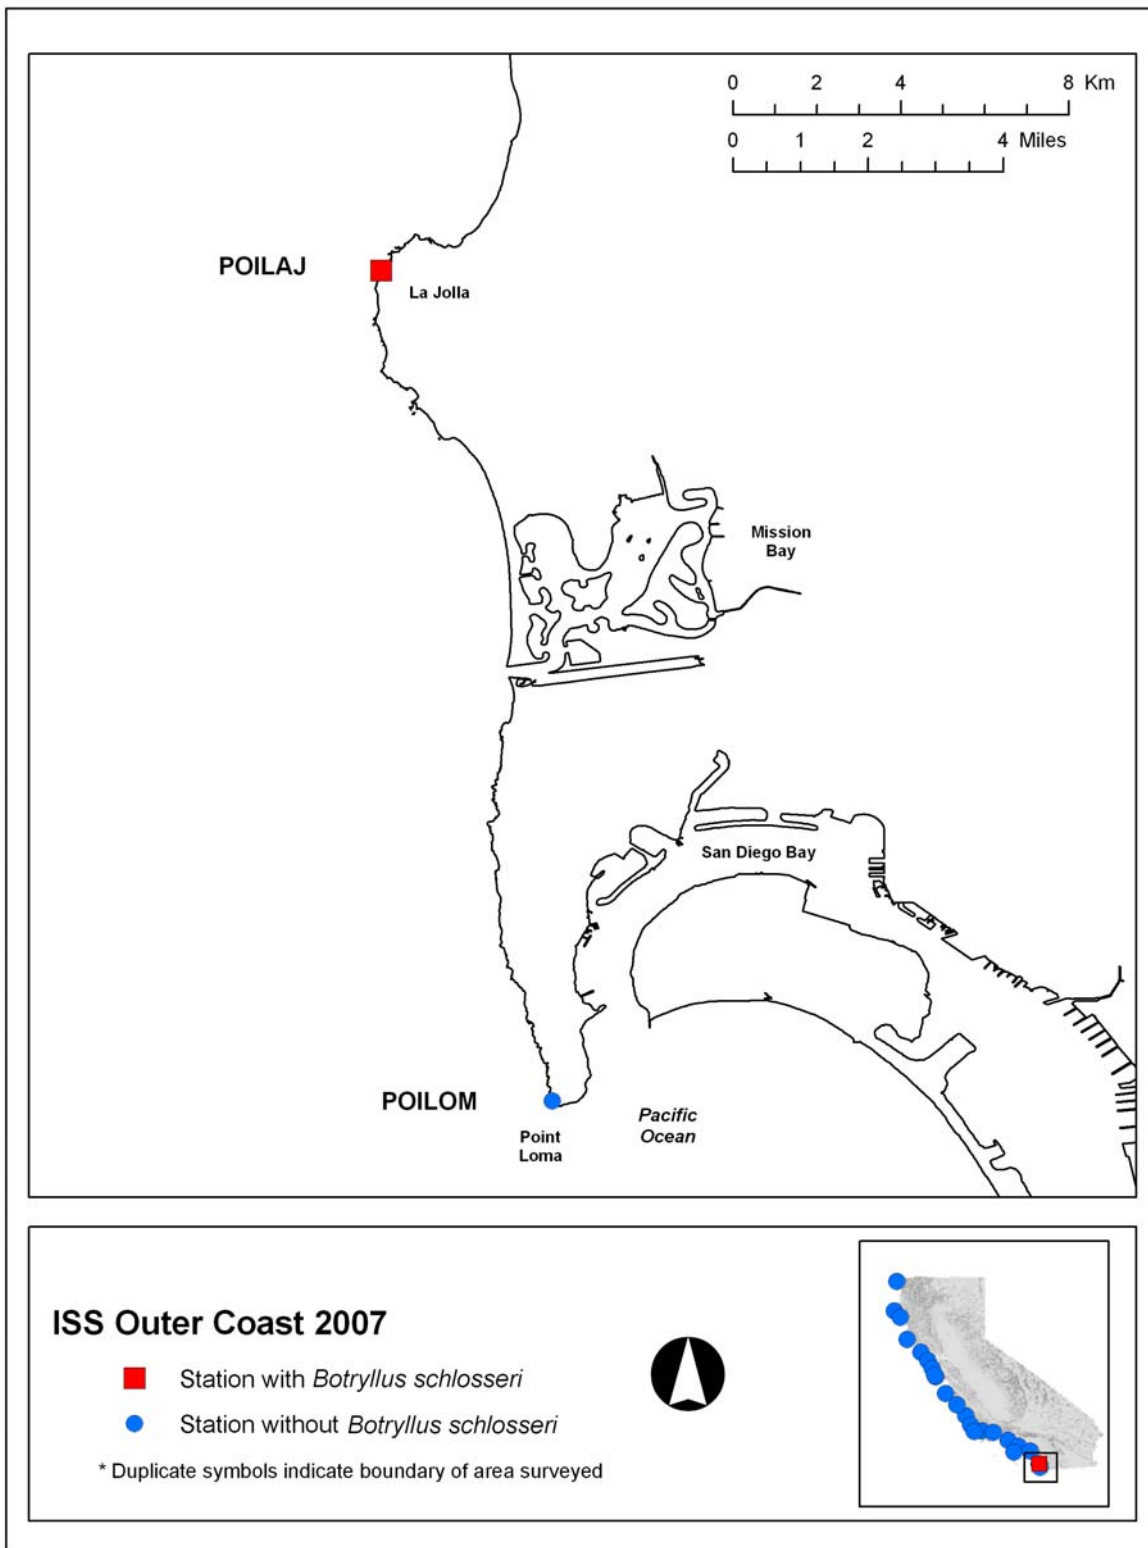 0 2 4 8 Km
0 1 2 4 Miles
POILAJ
La Jolla
Mission
Bay
San Diego Bay
POILOM
Pacific
Ocean
Point
Loma
ISS Outer Coast 2007
Station with Botryllus schlosseri
Station without Botryllus schlosseri
* Duplicate symbols indicate boundary of area surveyed